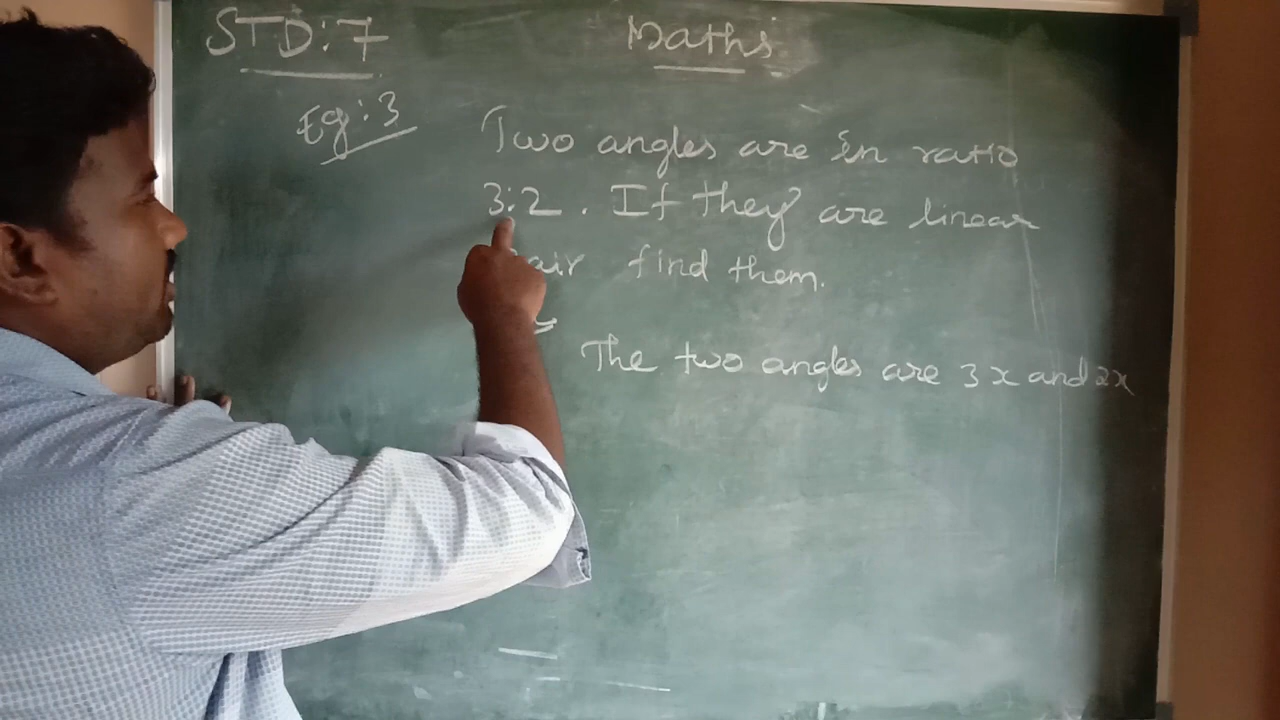 STD:7
Maths
Eg:3
Two angles are in ratio
3:2. If they are linear
air find them.
The two angles are 3x and 2x